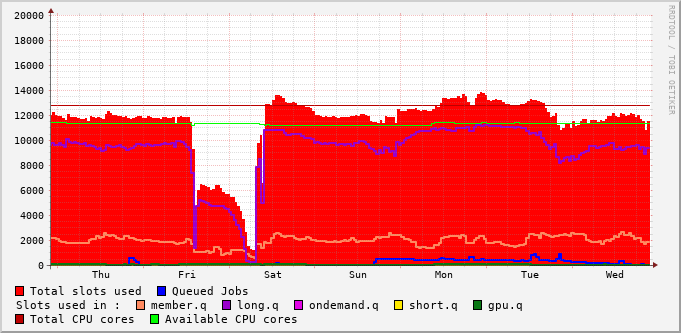 RRDTOOL / TOBI OETIKER
20000
18000
16000
14000
12000
10000
8000
6000
4000
2000
0
Thu Fri Sat Sun Mon Tue Wed
Total slots used Queued Jobs
Slots used in : member.q long.q ondemand.q short.q gpu.q
Total CPU cores Available CPU cores